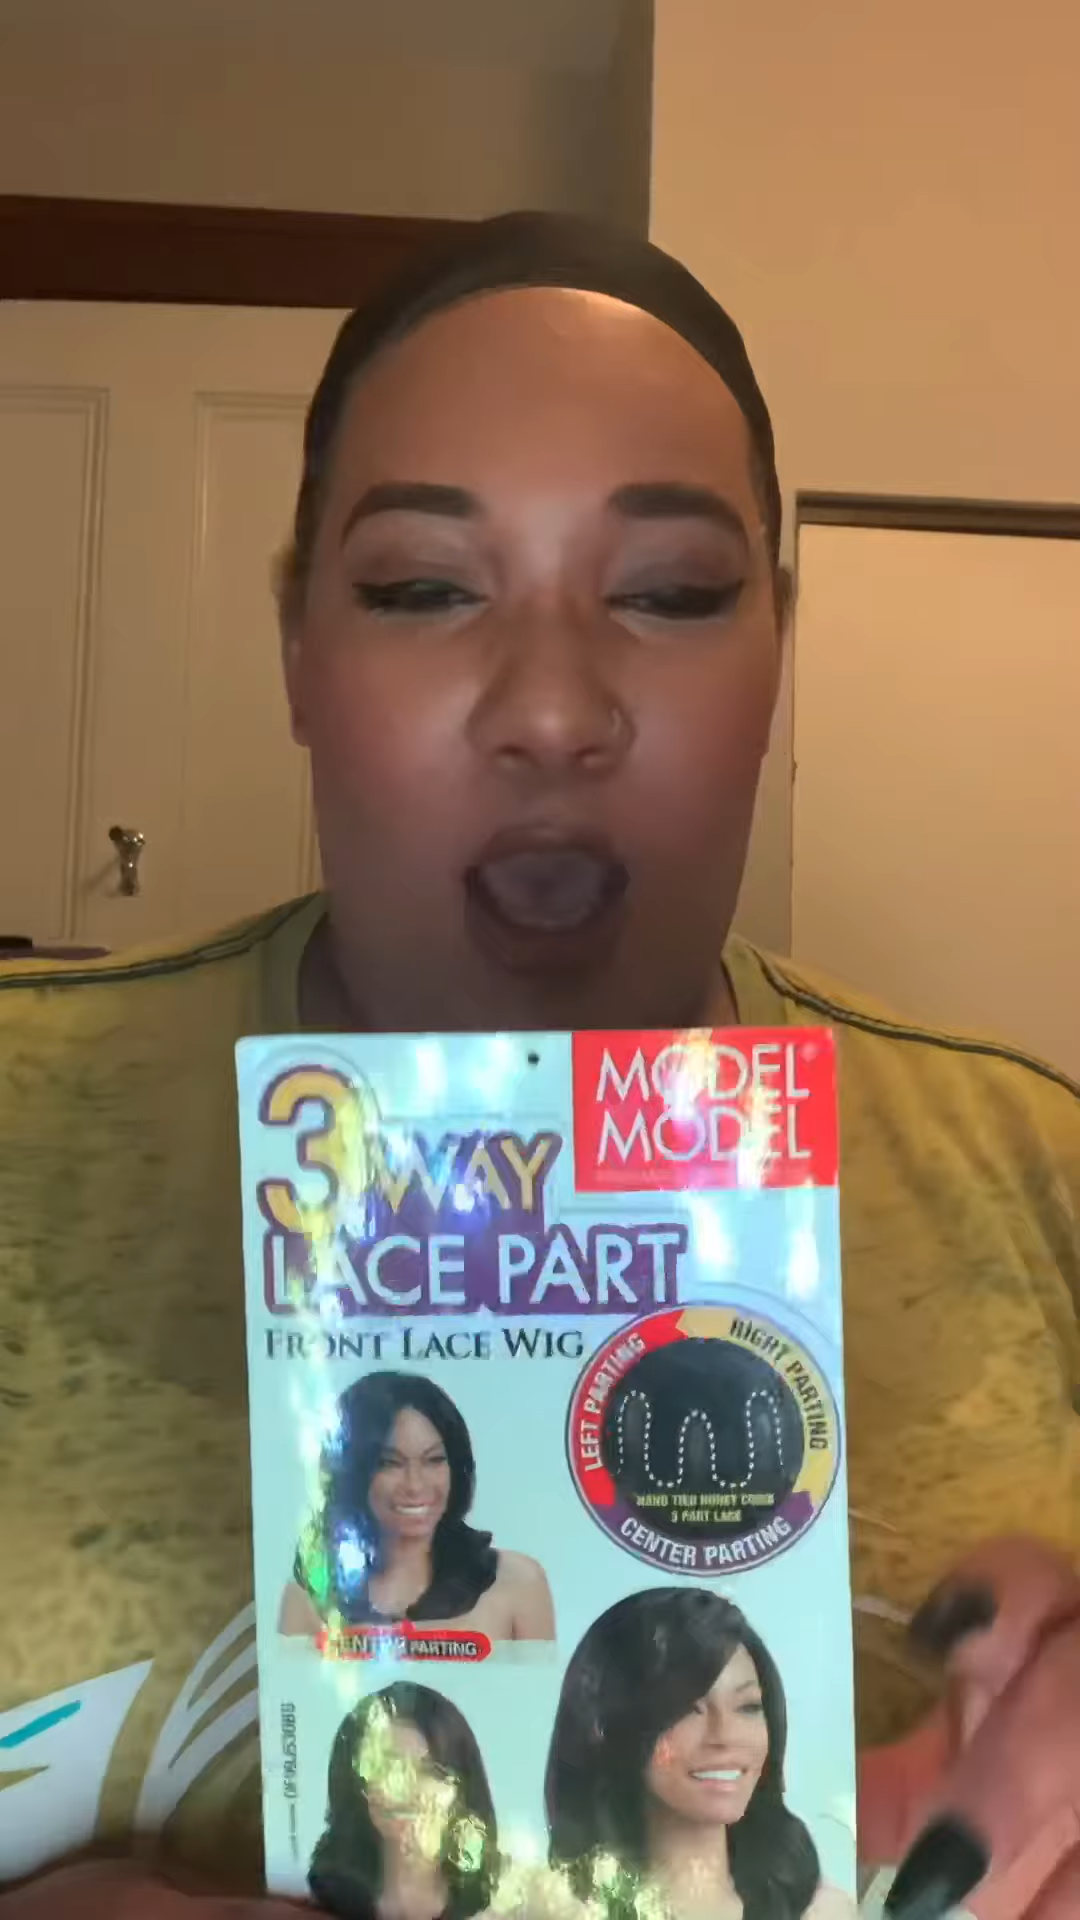 3 WAY
LACE PART
FRONT LACE WIG
MODEL
MODEL
LEFT PARTING
RIGHT PARTING
CENTER PARTING
HAND TIED HONEY COMB
3 PART LACE
CENTER PARTING